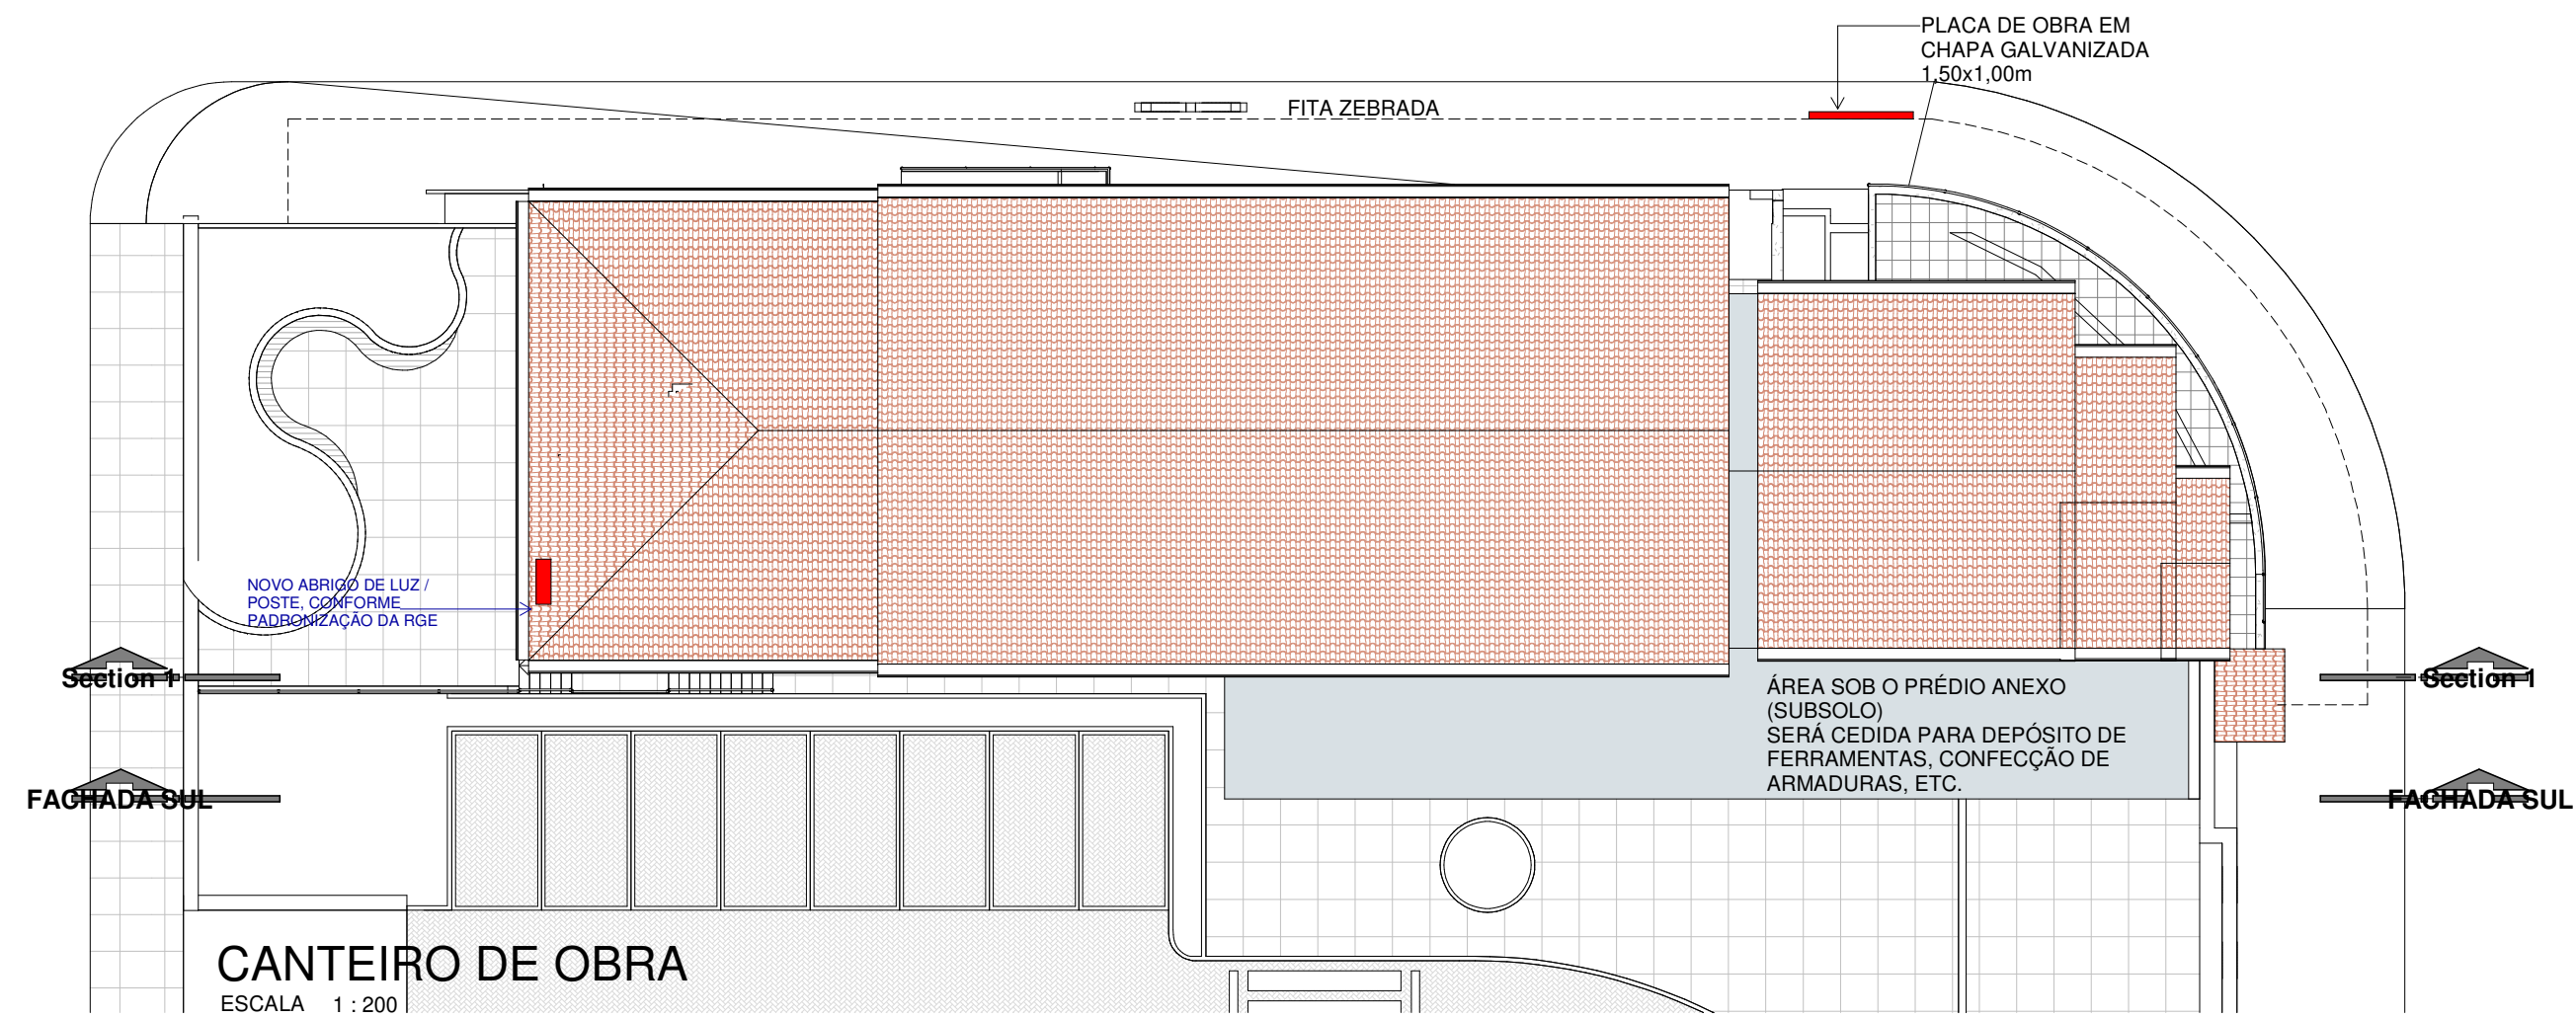 PLACA DE OBRA EM
CHAPA GALVANIZADA
1,50x1,00m
FITA ZEBRADA
NOVO ABRIGO DE LUZ /
POSTE, CONFORME
PADRONIZAÇÃO DA RGE
Section 1
Section 1
ÁREA SOB O PRÉDIO ANEXO
(SUBSOLO)
SERÁ CEDIDA PARA DEPÓSITO DE
FERRAMENTAS, CONFECÇÃO DE
ARMADURAS, ETC.
FACHADA SUL
FACHADA SUL
CANTEIRO DE OBRA
ESCALA 1 : 200